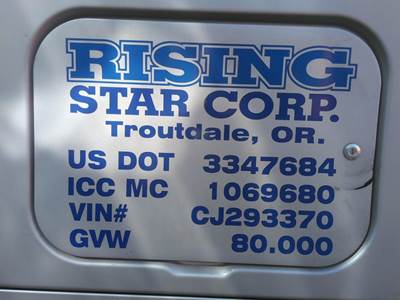 RISING
STAR CORP.
Troutdale, OR.
US DOT 3347684
ICC MC 1069680
VIN# CJ293370
GVW 80.000